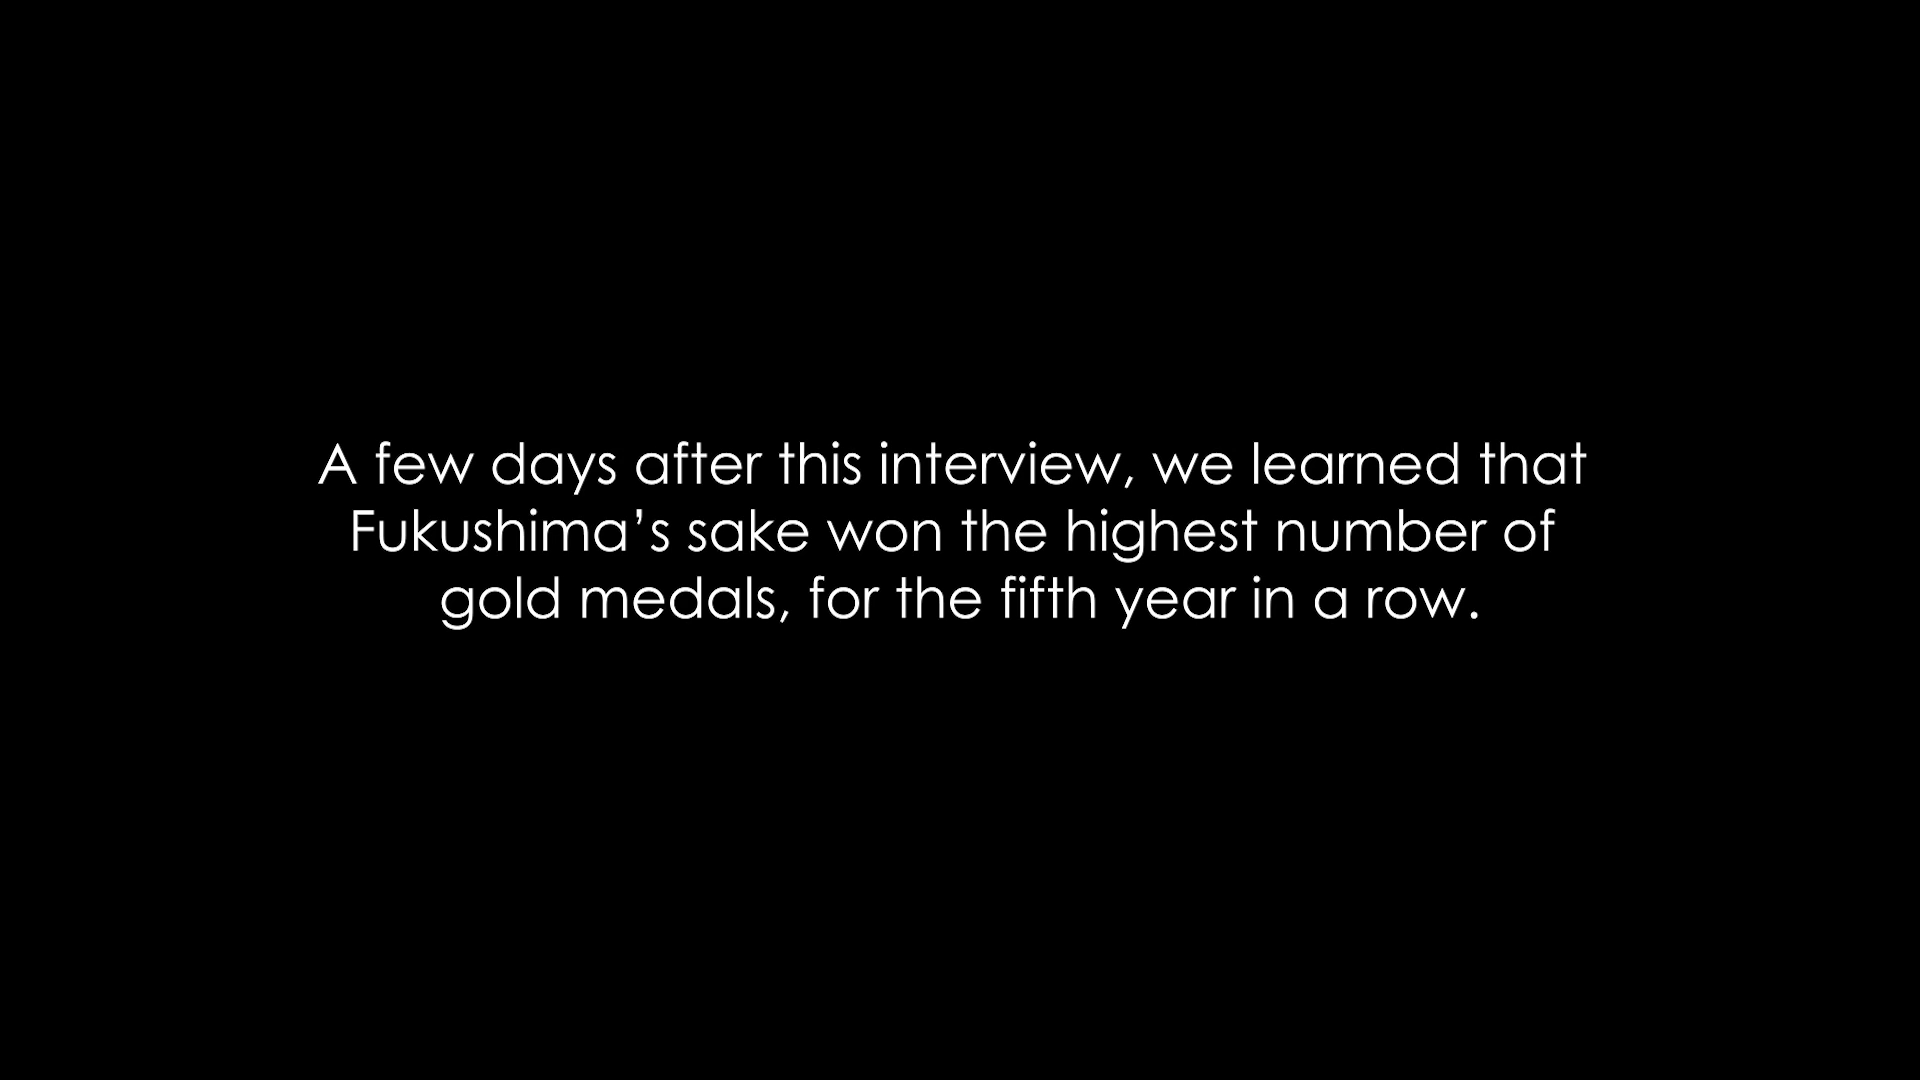 A few days after this interview, we learned that
Fukushima’s sake won the highest number of
gold medals, for the fifth year in a row.